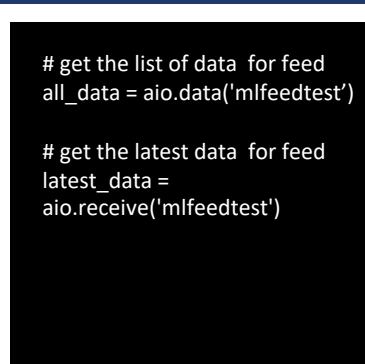 # get the list of data  for feed
all_data = aio.data('mlfeedtest’)
# get the latest data  for feed
latest_data =
aio.receive('mlfeedtest')